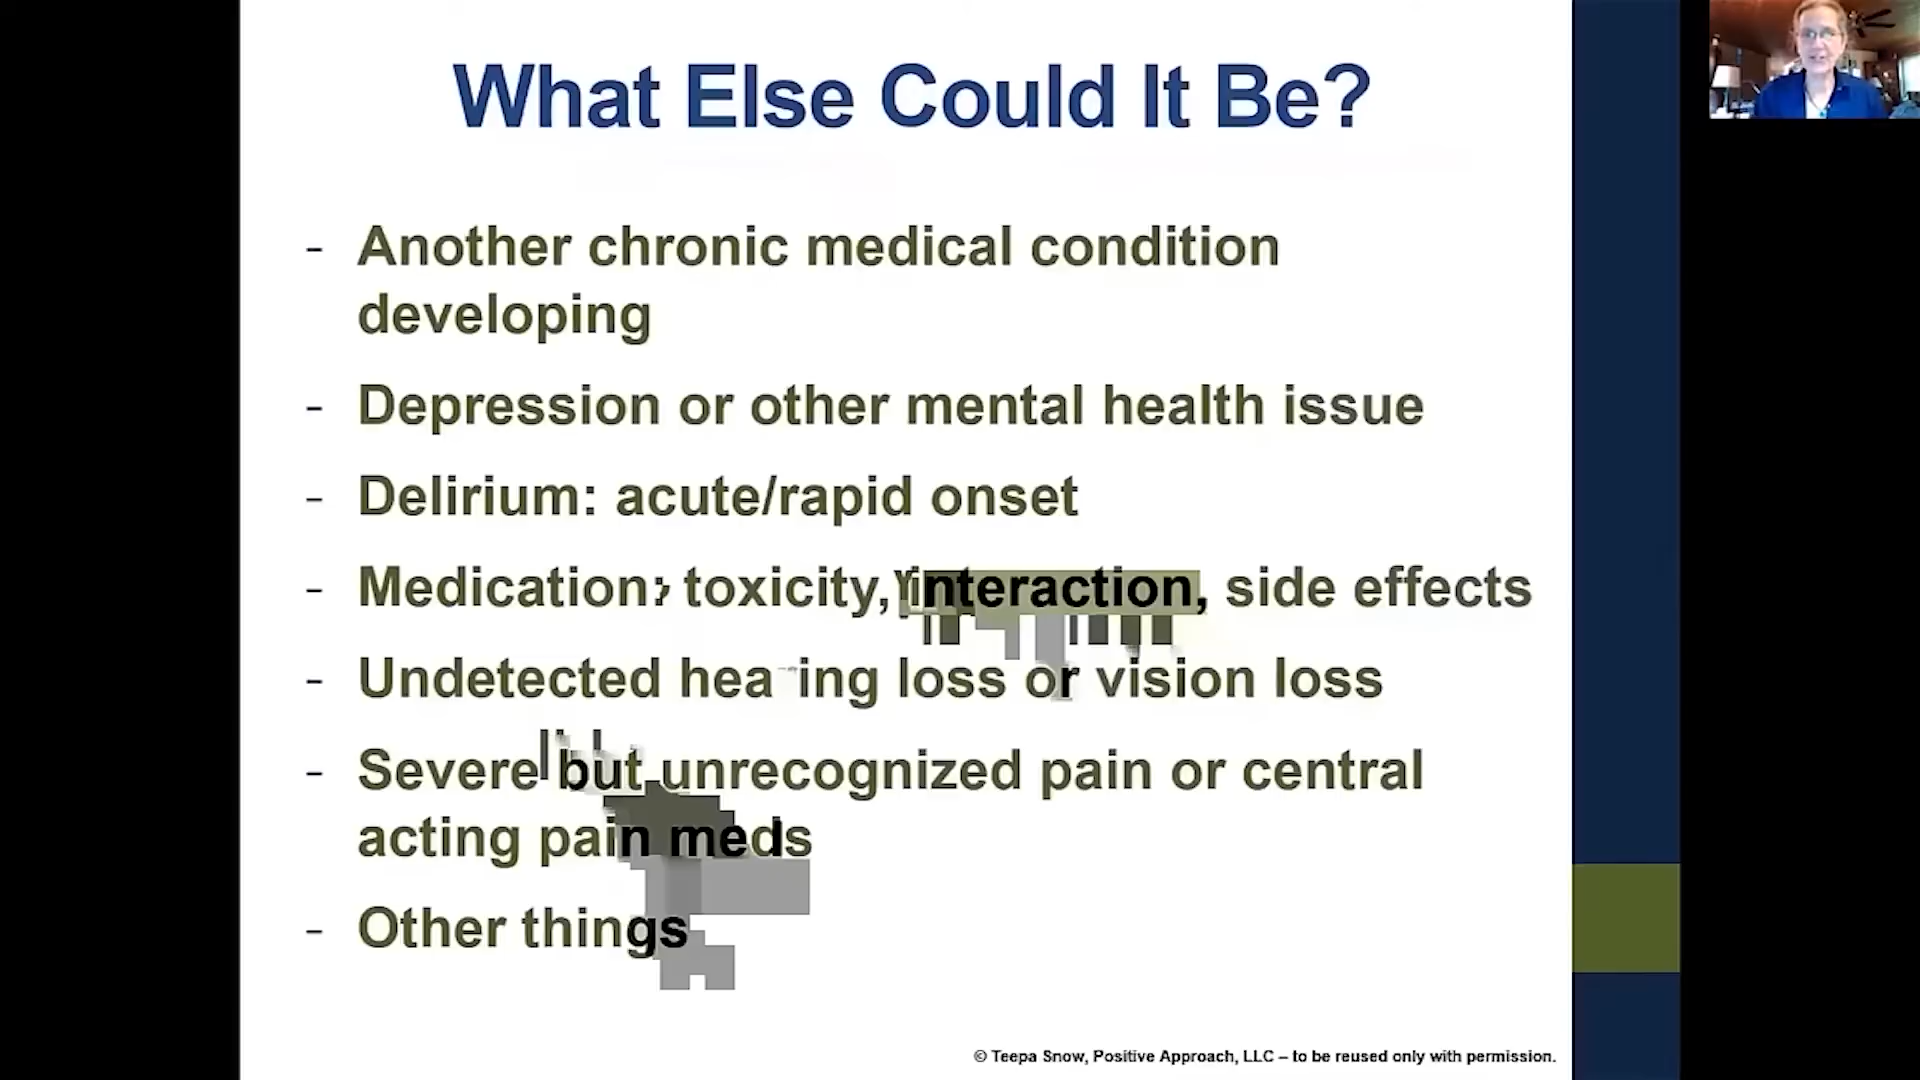 What Else Could It Be?
- Another chronic medical condition
developing
- Depression or other mental health issue
- Delirium: acute/rapid onset
- Medication: toxicity, interaction, side effects
- Undetected hearing loss or vision loss
- Severe but unrecognized pain or central
acting pain meds
- Other things
© Teepa Snow, Positive Approach, LLC – to be reused only with permission.